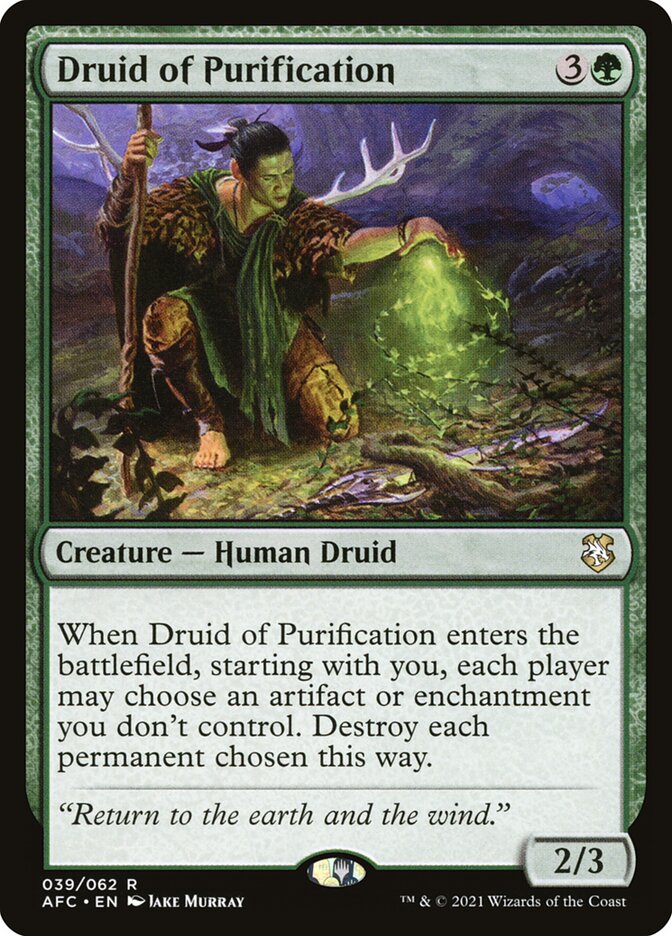 Druid of Purification 3
Creature — Human Druid
When Druid of Purification enters the
battlefield, starting with you, each player
may choose an artifact or enchantment
you don't control. Destroy each
permanent chosen this way.
“Return to the earth and the wind.”
2/3
039/062 R
AFC • EN Jake Murray
™ & © 2021 Wizards of the Coast